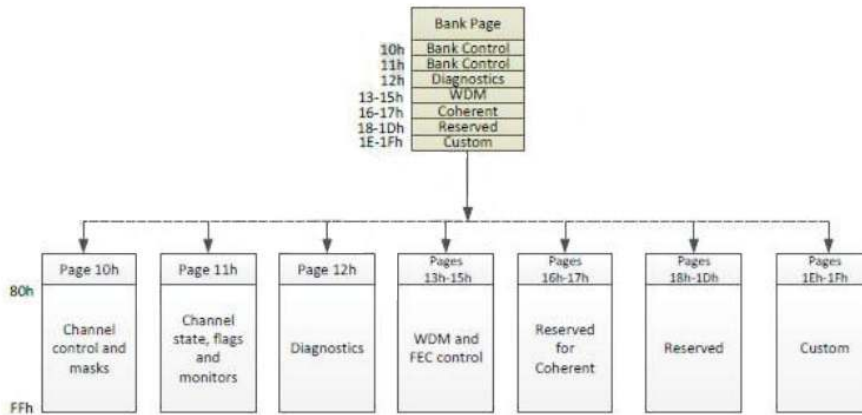 Bank Page
10h Bank Control
11h Bank Control
12h Diagnostics
13-15h WDM
16-17h Coherent
18-1Dh Reserved
1E-1Fh Custom
Page 10h
Page 11h
Page 12h
Pages
13h-15h
Pages
16h-17h
Pages
18h-1Dh
Pages
1Eh-1Fh
80h
Channel
control and
masks
Channel
state, flags
and
monitors
Diagnostics
WDM and
FEC control
Reserved
for
Coherent
Reserved
Custom
FFh